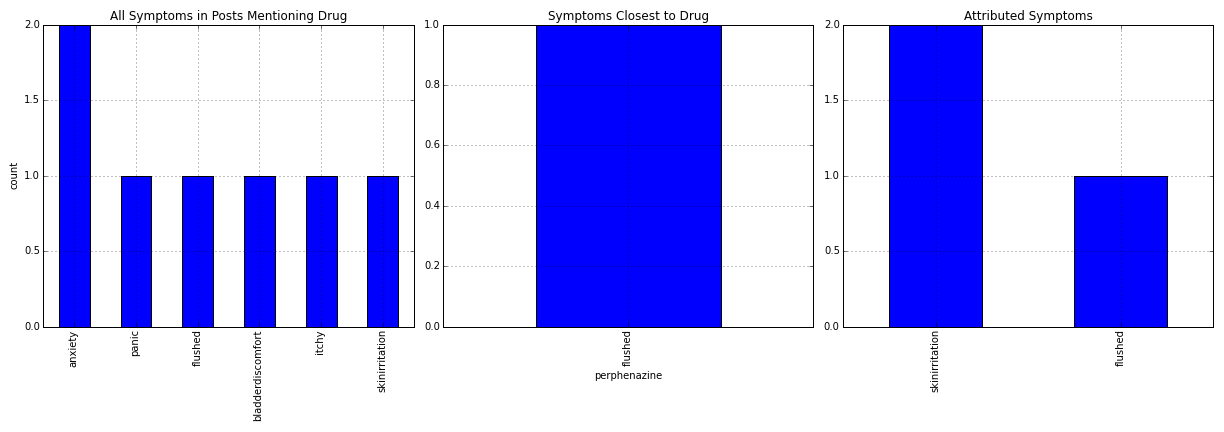 All Symptoms in Posts Mentioning Drug
2.0
1.5
1.0
0.5
0.0
count
anxiety
panic
flushed
bladderdiscomfort
itchy
skinirritation
Symptoms Closest to Drug
1.0
0.8
0.6
0.4
0.2
0.0
flushed
perphenazine
Attributed Symptoms
2.0
1.5
1.0
0.5
0.0
skinirritation
flushed